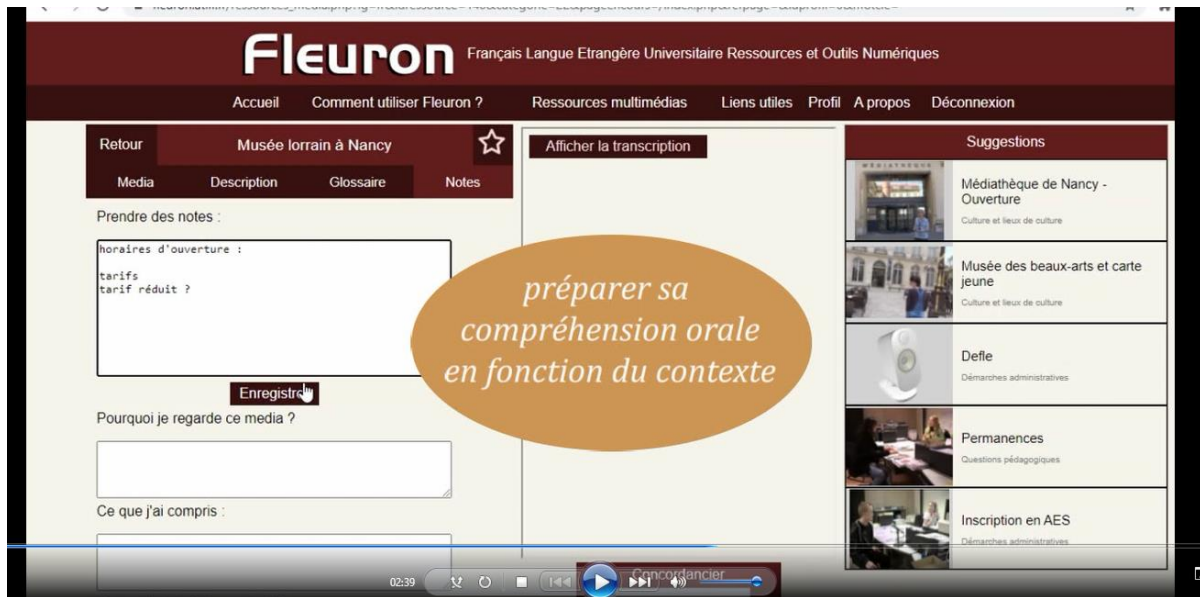 Fleuron Français Langue Etrangère Universitaire Ressources et Outils Numériques
Accueil Comment utiliser Fleuron ? Ressources multimédias Liens utiles Profil A propos Déconnexion
Retour Musée lorrain à Nancy
Media Description Glossaire Notes
Prendre des notes :
horaires d'ouverture :
tarifs
tarif réduit ?
Enregistrer
Pourquoi je regarde ce media ?
Ce que j'ai compris :
Afficher la transcription
préparer sa
compréhension orale
en fonction du contexte
Concordancier
Suggestions
Médiathèque de Nancy -
Ouverture
Culture et lieux de culture
Musée des beaux-arts et carte
jeune
Culture et lieux de culture
Defle
Démarches administratives
Permanences
Questions pédagogiques
Inscription en AES
Démarches administratives
02:39